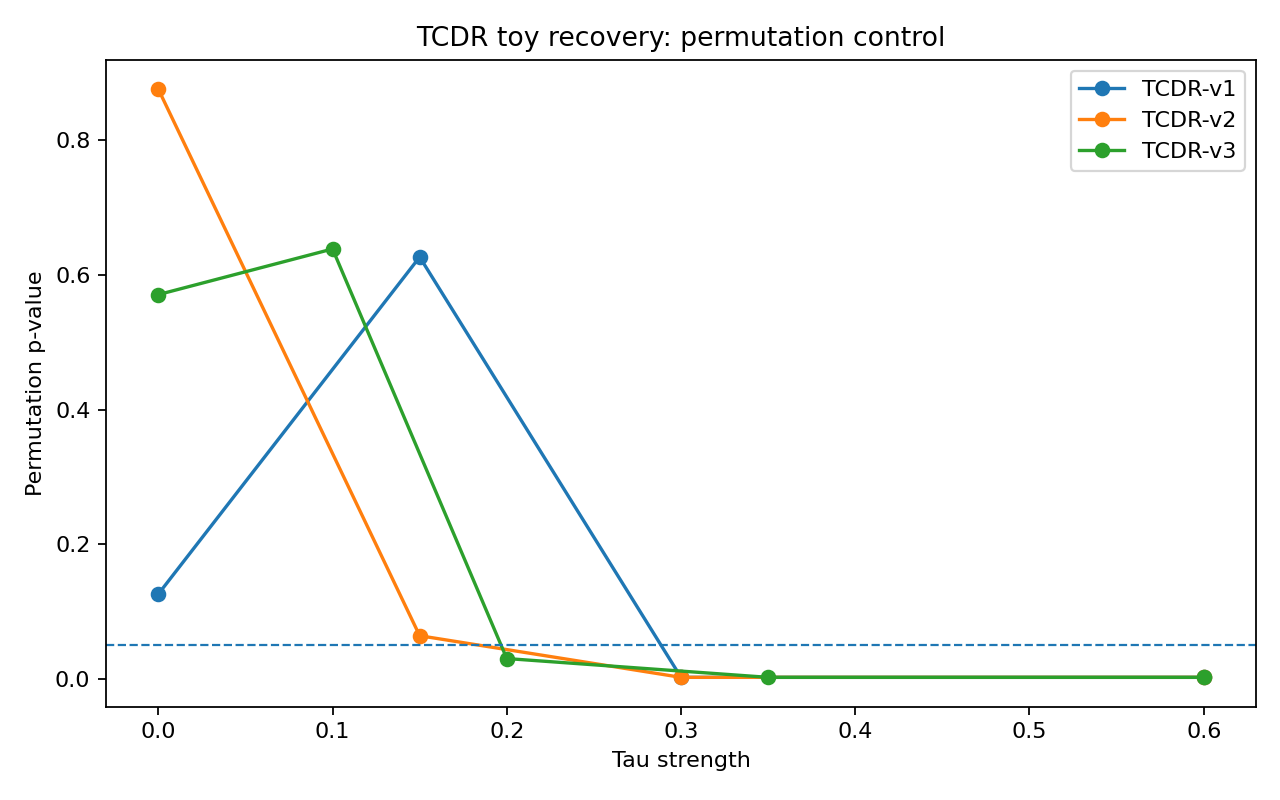 TCDR toy recovery: permutation control
TCDR-v1
TCDR-v2
TCDR-v3
Permutation p-value
0.8
0.6
0.4
0.2
0.0
0.0 0.1 0.2 0.3 0.4 0.5 0.6
Tau strength